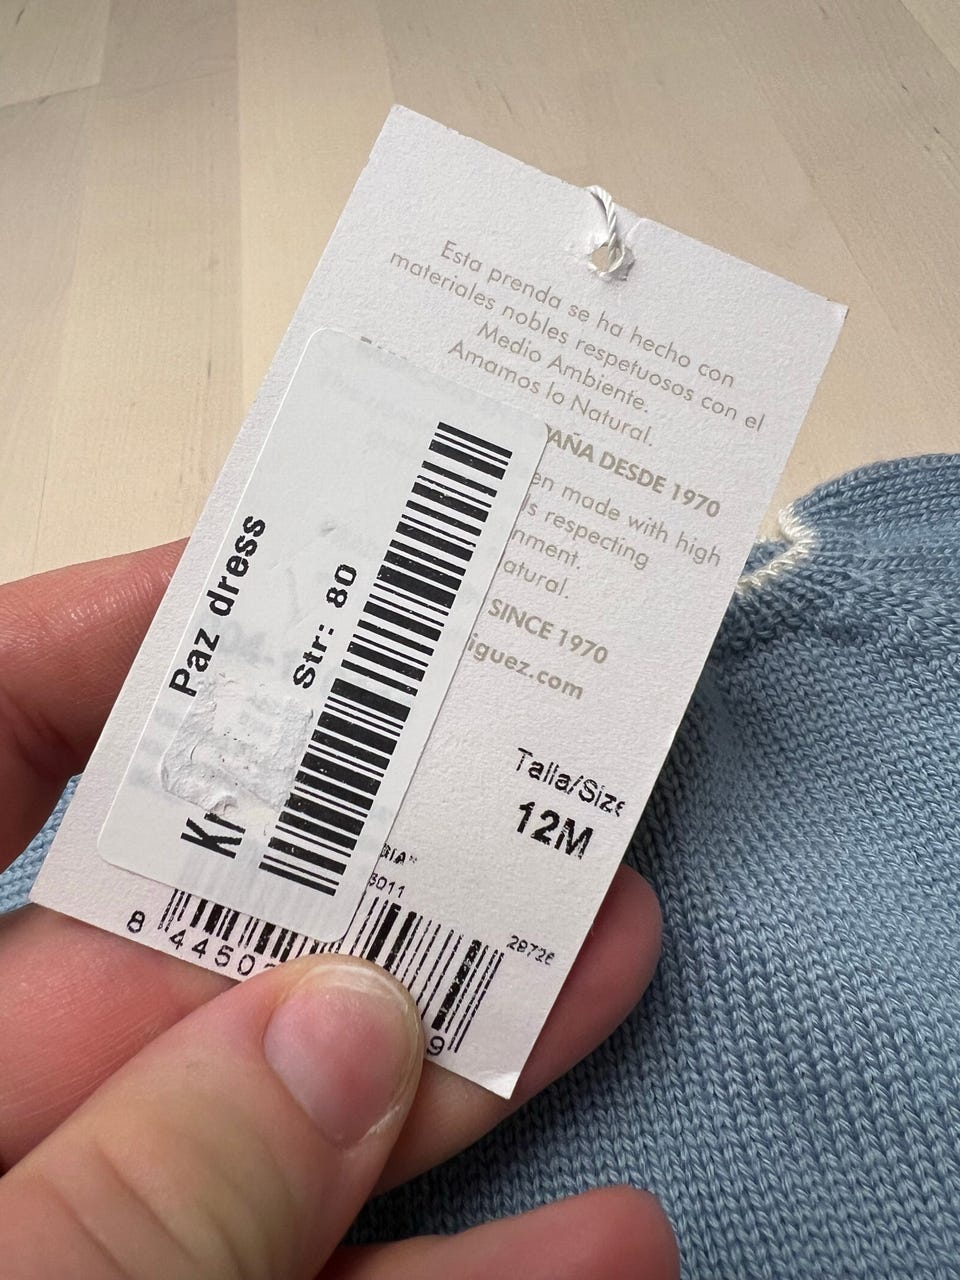 Esta prenda se ha hecho con
materiales nobles respetuosos con el
Medio Ambiente.
Amamos lo Natural.
AÑA DESDE 1970
en made with high
ls respecting
nment.
atural.
SINCE 1970
iguez.com
Talla/Size
12M
Paz dress
Str: 80
Kr
GIA"
3011
28726
8 4450
9